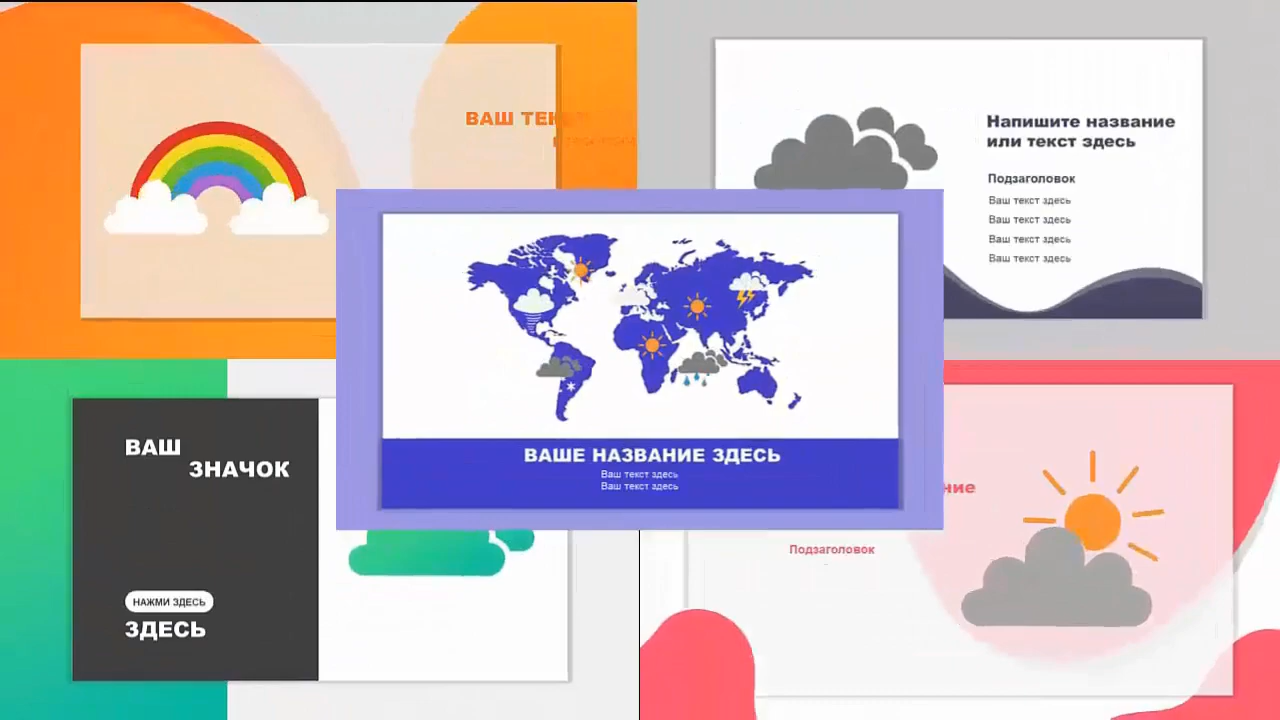 ВАШ
Напишите название
или текст здесь
Подзаголовок
Ваш текст здесь
Ваш текст здесь
Ваш текст здесь
Ваш текст здесь
ВАШЕ НАЗВАНИЕ ЗДЕСЬ
Ваш текст здесь
Ваш текст здесь
ВАШ
ЗНАЧОК
НАЖМИ ЗДЕСЬ
ЗДЕСЬ
ние
Подзаголовок